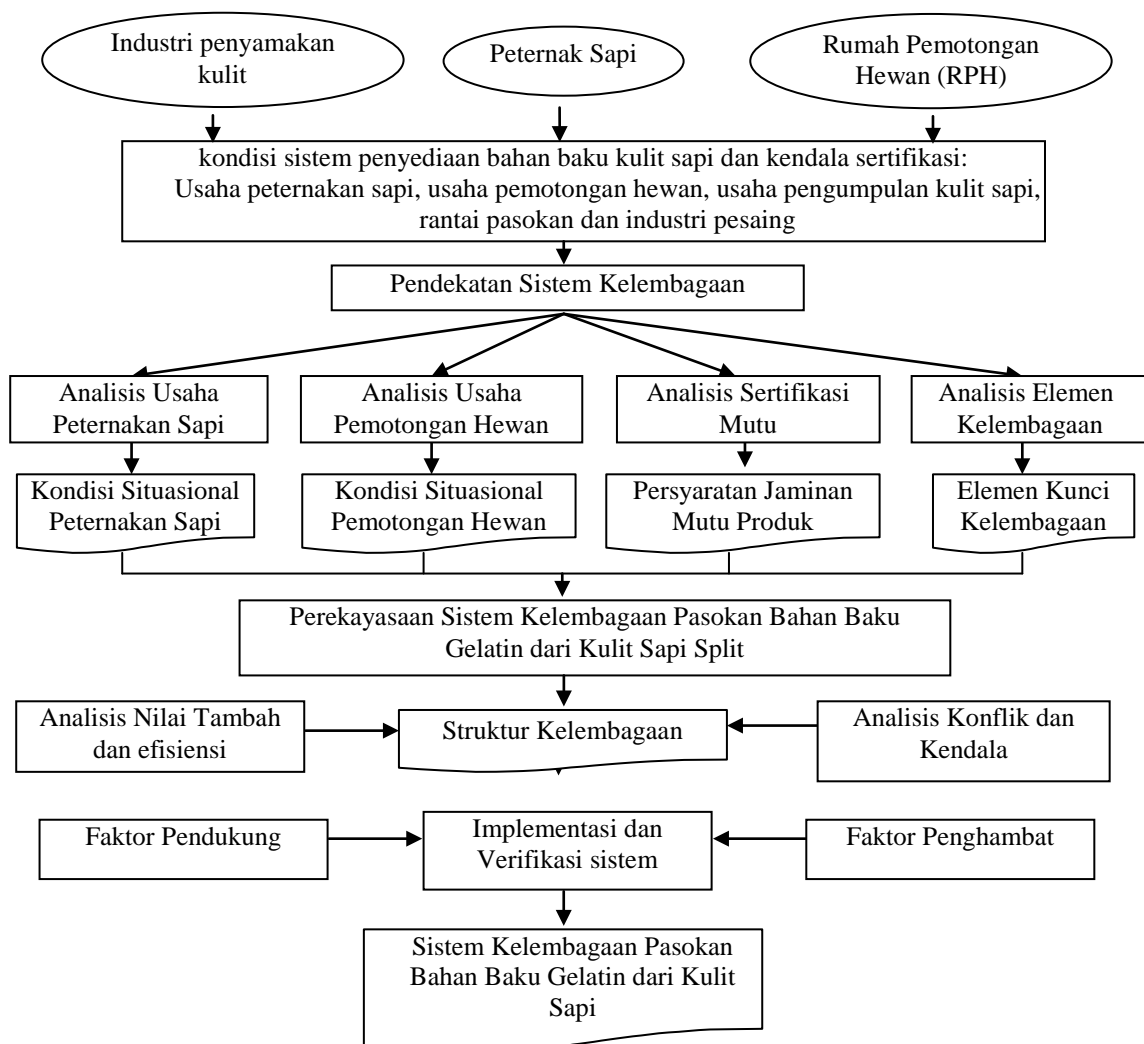 Industri penyamakan
kulit
Peternak Sapi
Rumah Pemotongan
Hewan (RPH)
kondisi sistem penyediaan bahan baku kulit sapi dan kendala sertifikasi:
Usaha peternakan sapi, usaha pemotongan hewan, usaha pengumpulan kulit sapi,
rantai pasokan dan industri pesaing
Pendekatan Sistem Kelembagaan
Analisis Usaha
Peternakan Sapi
Analisis Usaha
Pemotongan Hewan
Analisis Sertifikasi
Mutu
Analisis Elemen
Kelembagaan
Kondisi Situasional
Peternakan Sapi
Kondisi Situasional
Pemotongan Hewan
Persyaratan Jaminan
Mutu Produk
Elemen Kunci
Kelembagaan
Perekayasaan Sistem Kelembagaan Pasokan Bahan Baku
Gelatin dari Kulit Sapi Split
Analisis Nilai Tambah
dan efisiensi
Struktur Kelembagaan
Analisis Konflik dan
Kendala
Faktor Pendukung
Implementasi dan
Verifikasi sistem
Faktor Penghambat
Sistem Kelembagaan Pasokan
Bahan Baku Gelatin dari Kulit
Sapi